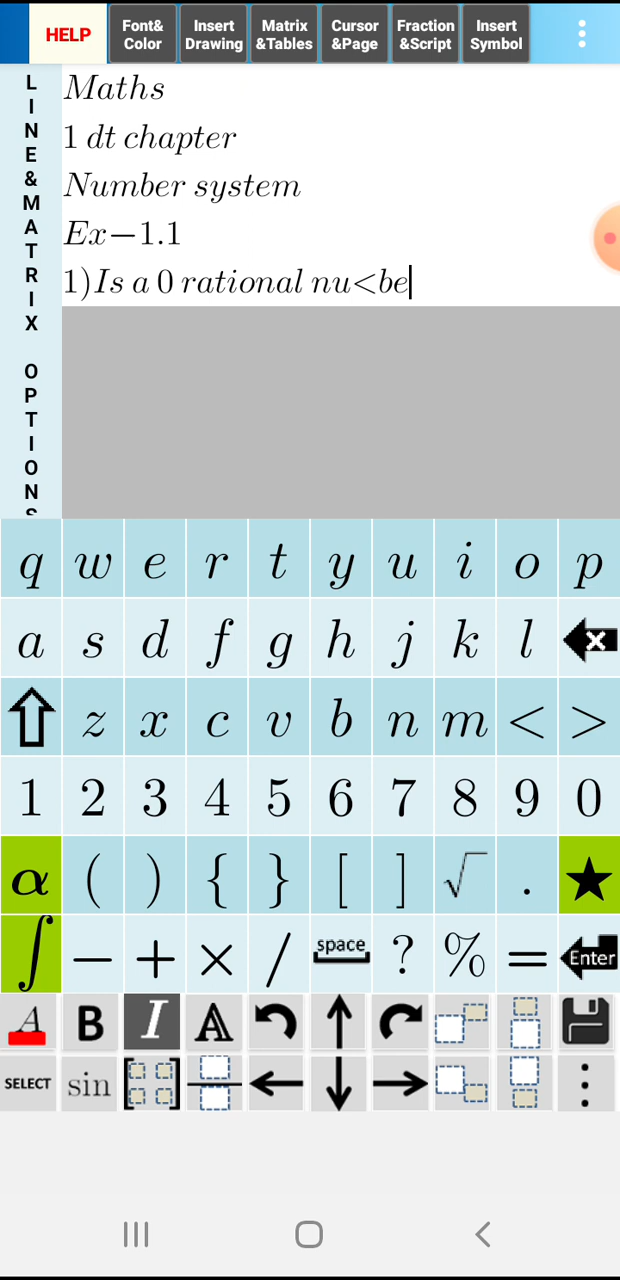 HELP
Font& Color
Insert Drawing
Matrix &Tables
Cursor &Page
Fraction &Script
Insert Symbol
LINE&MATRIX OPTIONS
Maths
1 dt chapter
Number system
Ex−1.1
1)Is a 0 rational nu<be
q w e r t y u i o p
a s d f g h j k l
z x c v b n m < >
1 2 3 4 5 6 7 8 9 0
α ( ) { } [ ] √ . ★
∫ − + × / space ? % = Enter
A B I A
SELECT sin